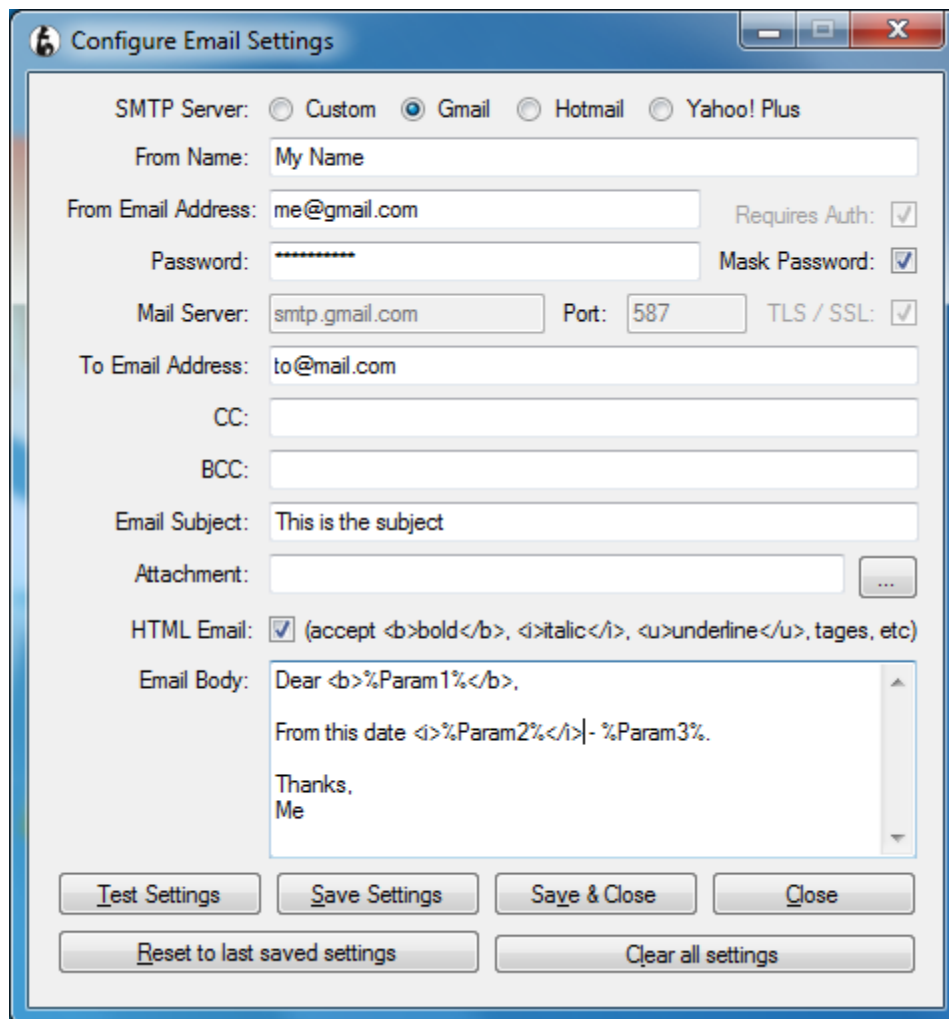 Configure Email Settings
SMTP Server: Custom Gmail Hotmail Yahoo! Plus
From Name: My Name
From Email Address: me@gmail.com Requires Auth:
Password: ********** Mask Password:
Mail Server: smtp.gmail.com Port: 587 TLS / SSL:
To Email Address: to@mail.com
CC:
BCC:
Email Subject: This is the subject
Attachment: ...
HTML Email: (accept <b>bold</b>, <i>italic</i>, <u>underline</u>, tages, etc)
Email Body: Dear <b>%Param1%</b>,
From this date <i>%Param2%</i>- %Param3%.
Thanks,
Me
Test Settings Save Settings Save & Close Close
Reset to last saved settings Clear all settings